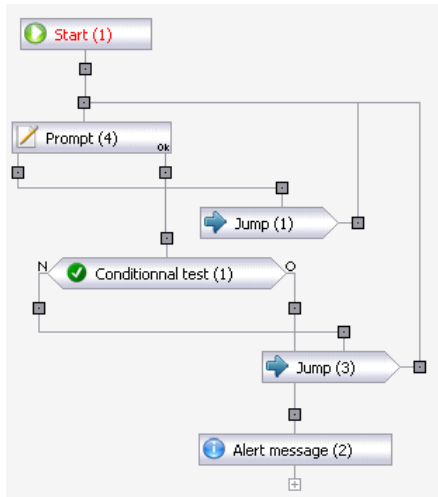 Start (1)
Prompt (4)
Ok
Jump (1)
N
Conditionnal test (1)
O
Jump (3)
Alert message (2)